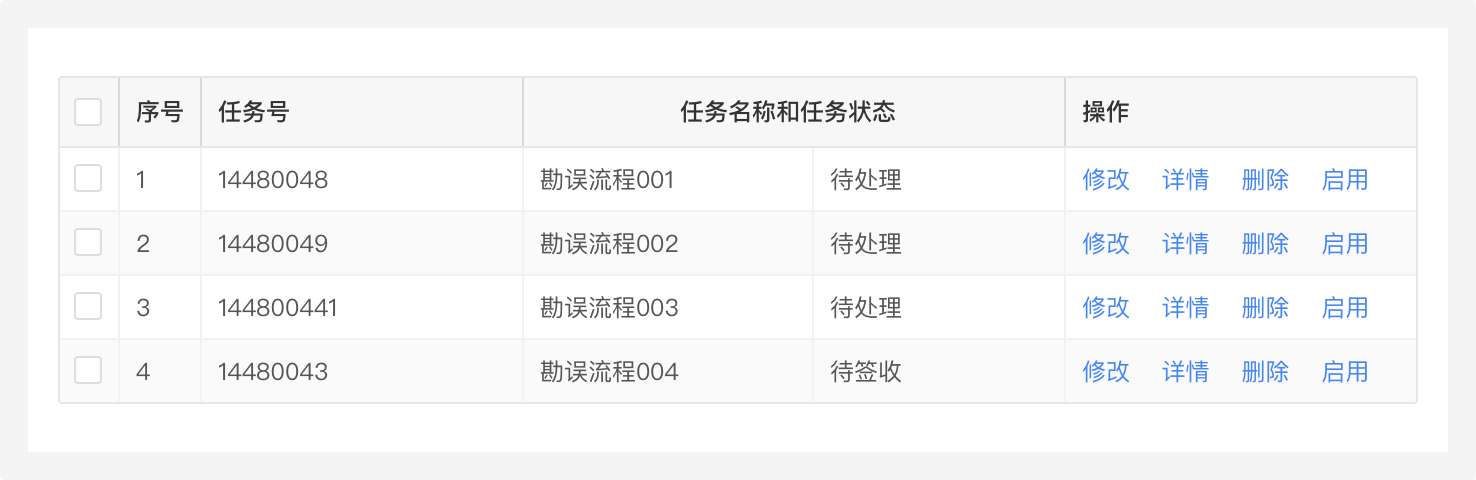 序号 任务号 任务名称和任务状态 操作
1 14480048 勘误流程001 待处理 修改 详情 删除 启用
2 14480049 勘误流程002 待处理 修改 详情 删除 启用
3 144800441 勘误流程003 待处理 修改 详情 删除 启用
4 14480043 勘误流程004 待签收 修改 详情 删除 启用